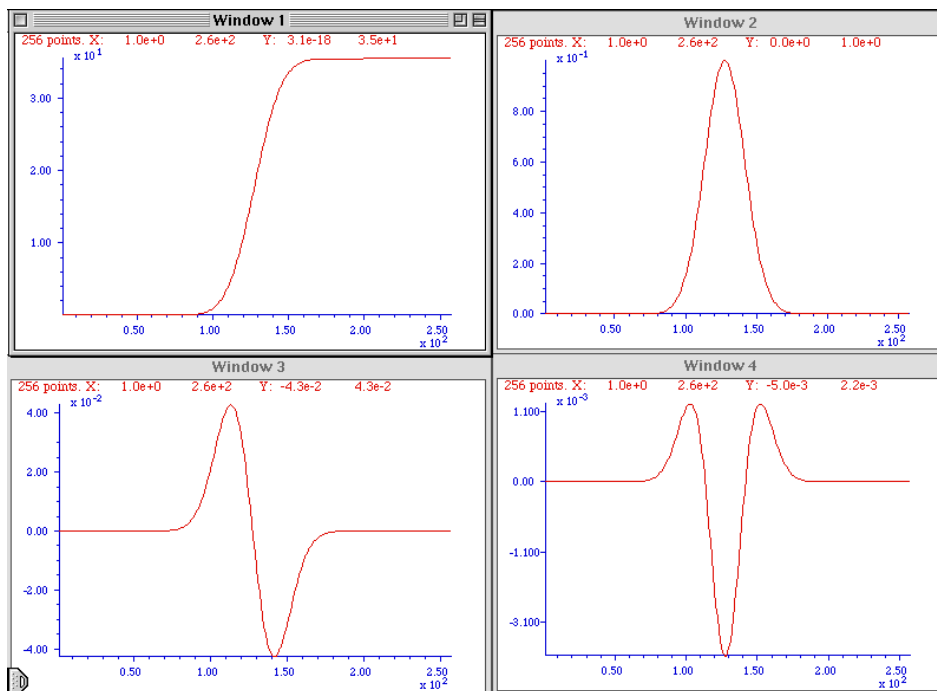 Window 1
256 points. X: 1.0e+0 2.6e+2 Y: 3.1e-18 3.5e+1
x 10^1
3.00
2.00
1.00
0.50 1.00 1.50 2.00 2.50
x 10^2
Window 2
256 points. X: 1.0e+0 2.6e+2 Y: 0.0e+0 1.0e+0
x 10^-1
8.00
6.00
4.00
2.00
0.00
0.50 1.00 1.50 2.00 2.50
x 10^2
Window 3
256 points. X: 1.0e+0 2.6e+2 Y: -4.3e-2 4.3e-2
x 10^-2
4.00
2.00
0.00
-2.00
-4.00
0.50 1.00 1.50 2.00 2.50
x 10^2
Window 4
256 points. X: 1.0e+0 2.6e+2 Y: -5.0e-3 2.2e-3
x 10^-3
1.100
0.00
-1.100
-3.100
0.50 1.00 1.50 2.00 2.50
x 10^2